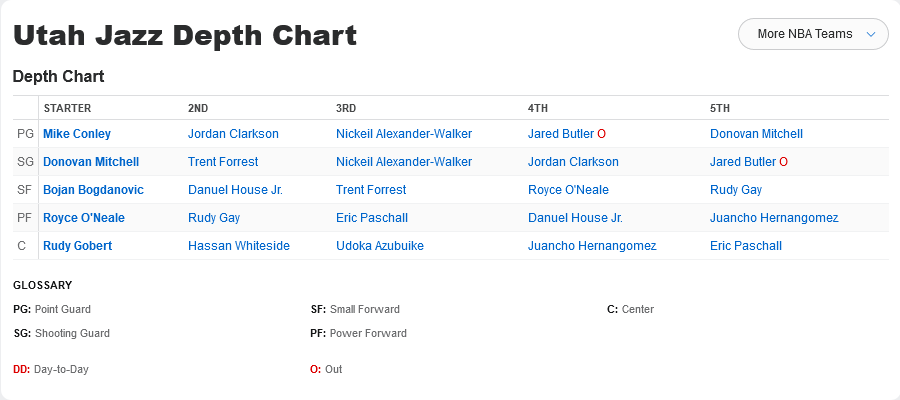 Utah Jazz Depth Chart
More NBA Teams
Depth Chart
STARTER 2ND 3RD 4TH 5TH
PG Mike Conley Jordan Clarkson Nickeil Alexander-Walker Jared Butler O Donovan Mitchell
SG Donovan Mitchell Trent Forrest Nickeil Alexander-Walker Jordan Clarkson Jared Butler O
SF Bojan Bogdanovic Danuel House Jr. Trent Forrest Royce O'Neale Rudy Gay
PF Royce O'Neale Rudy Gay Eric Paschall Danuel House Jr. Juancho Hernangomez
C Rudy Gobert Hassan Whiteside Udoka Azubuike Juancho Hernangomez Eric Paschall
GLOSSARY
PG: Point Guard SF: Small Forward C: Center
SG: Shooting Guard PF: Power Forward
DD: Day-to-Day O: Out